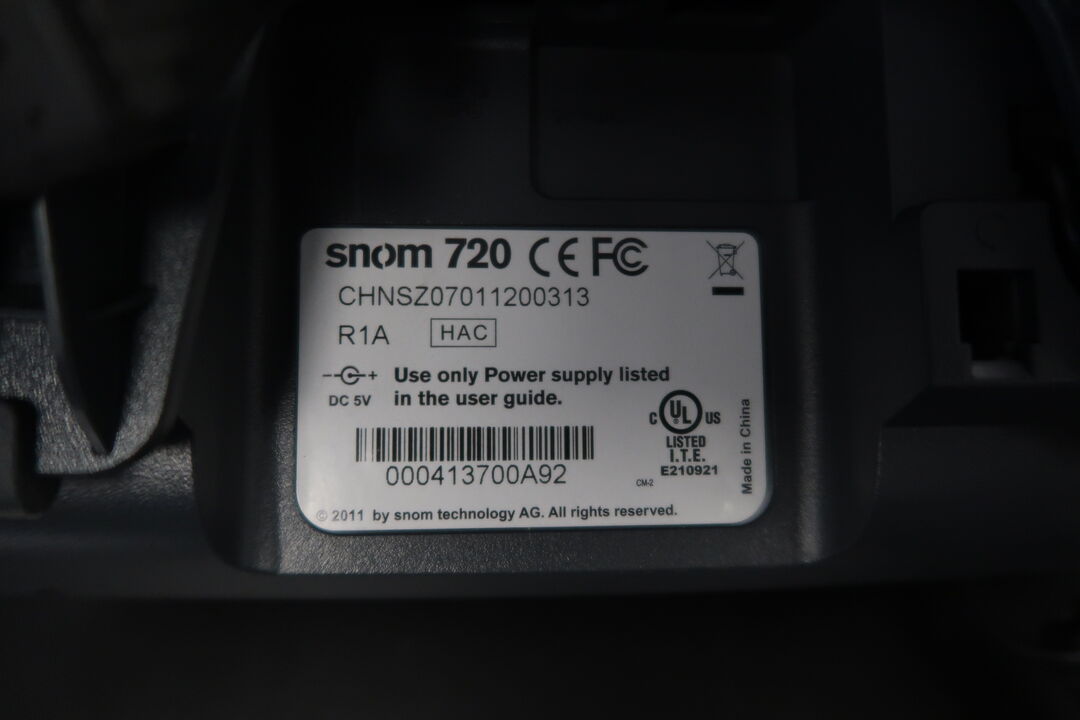 snom 720 CE FC
CHNSZ07011200313
R1A HAC
- + Use only Power supply listed
DC 5V in the user guide.
C UL US
®
LISTED
I.T.E.
E210921
000413700A92
CM-2
Made in China
© 2011 by snom technology AG. All rights reserved.